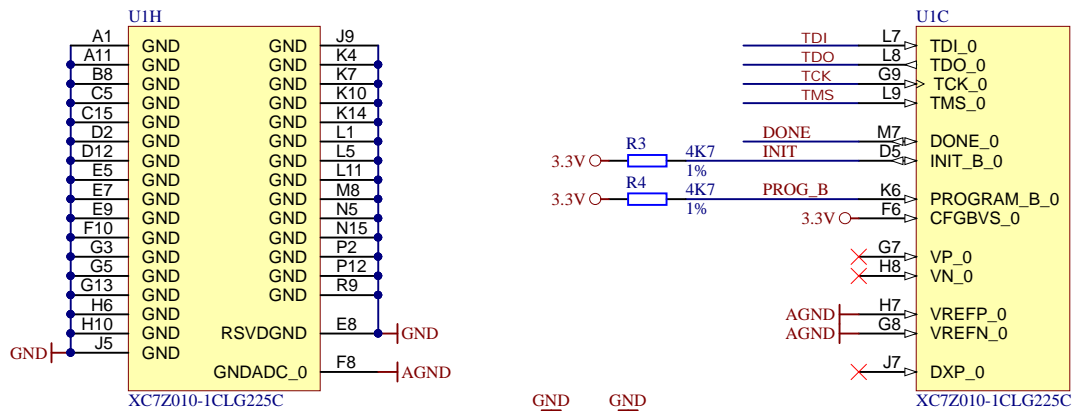 U1H
A1 GND GND J9
A11 GND GND K4
B8 GND GND K7
C5 GND GND K10
C15 GND GND K14
D2 GND GND L1
D12 GND GND L5
E5 GND GND L11
E7 GND GND M8
E9 GND GND N5
F10 GND GND N15
G3 GND GND P2
G5 GND GND P12
G13 GND GND R9
H6 GND
H10 GND RSVDGND E8 GND
GND J5 GND
GNDADC_0 F8 AGND
XC7Z010-1CLG225C
U1C
TDI L7 TDI_0
TDO L8 TDO_0
TCK G9 TCK_0
TMS L9 TMS_0
DONE M7 DONE_0
3.3V R3 4K7 INIT D5 INIT_B_0
1%
3.3V R4 4K7 PROG_B K6 PROGRAM_B_0
1%
3.3V F6 CFGBVS_0
G7 VP_0
H8 VN_0
AGND H7 VREFP_0
AGND G8 VREFN_0
J7 DXP_0
GND GND
XC7Z010-1CLG225C